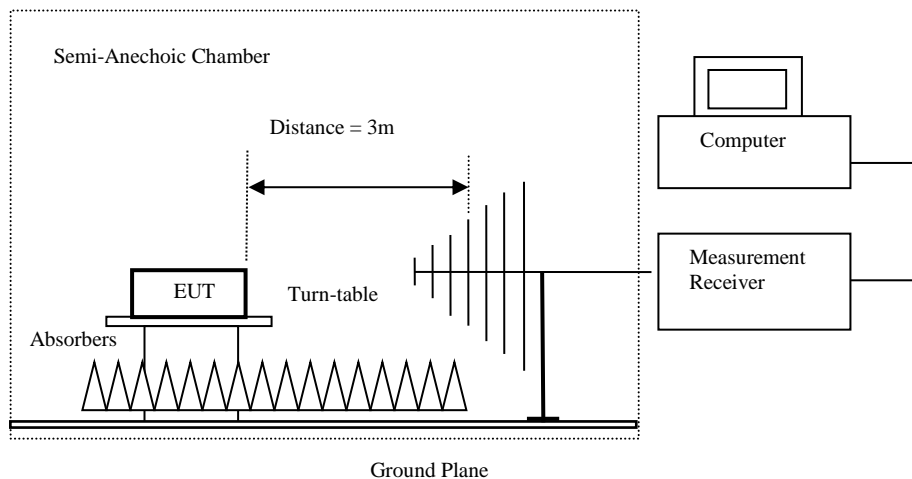 Semi-Anechoic Chamber
Distance = 3m
Computer
Measurement
Receiver
EUT
Turn-table
Absorbers
Ground Plane